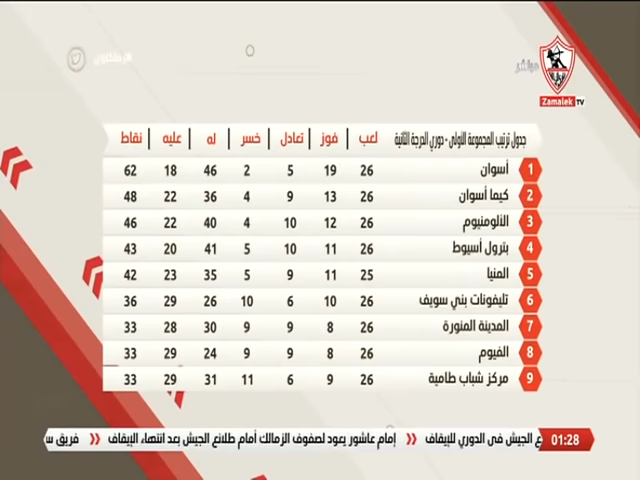 مباشر
Zamalek TV
جدول ترتيب المجموعة الأولى - دوري الدرجة الثانية لعب فوز تعادل خسر له عليه نقاط
1 أسوان 26 19 5 2 46 18 62
2 كيما أسوان 26 13 9 4 36 22 48
3 الألومنيوم 26 12 10 4 40 22 46
4 بترول أسيوط 26 11 10 5 41 20 43
5 المنيا 25 11 9 5 35 23 42
6 تليفونات بني سويف 26 10 6 10 26 29 36
7 المدينة المنورة 26 8 9 9 30 28 33
8 الفيوم 26 8 9 9 24 29 33
9 مركز شباب طامية 26 9 6 11 31 29 33
01:28 ع الجيش فى الدوري للإيقاف » إمام عاشور يعود لصفوف الزمالك أمام طلائع الجيش بعد انتهاء الإيقاف » فريق س